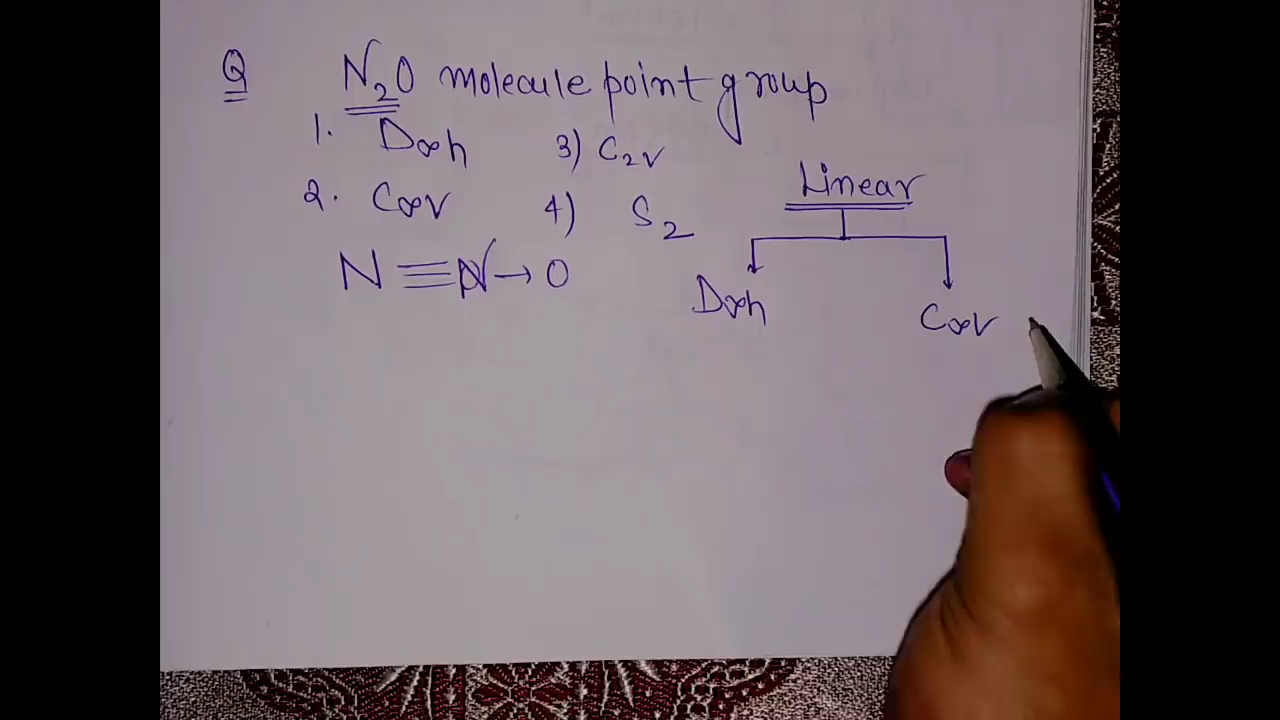 Q N₂O molecule point group
1. D∞h 3) C₂v
2. C∞v 4) S₂
Linear
N≡N→O
D∞h C∞v